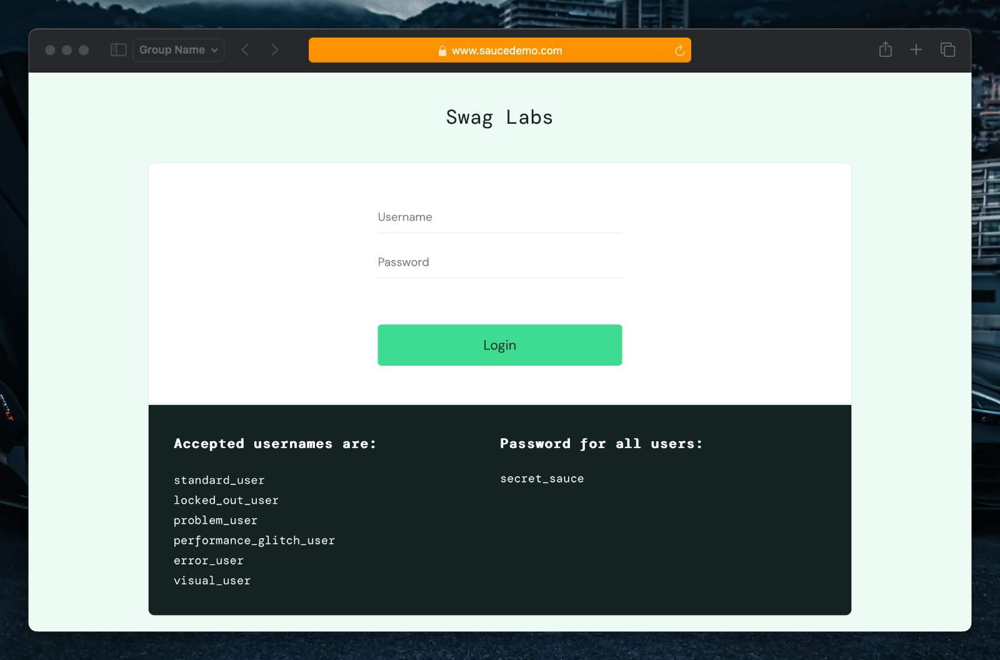 Group Name
www.saucedemo.com
Swag Labs
Username
Password
Login
Accepted usernames are:
standard_user
locked_out_user
problem_user
performance_glitch_user
error_user
visual_user
Password for all users:
secret_sauce